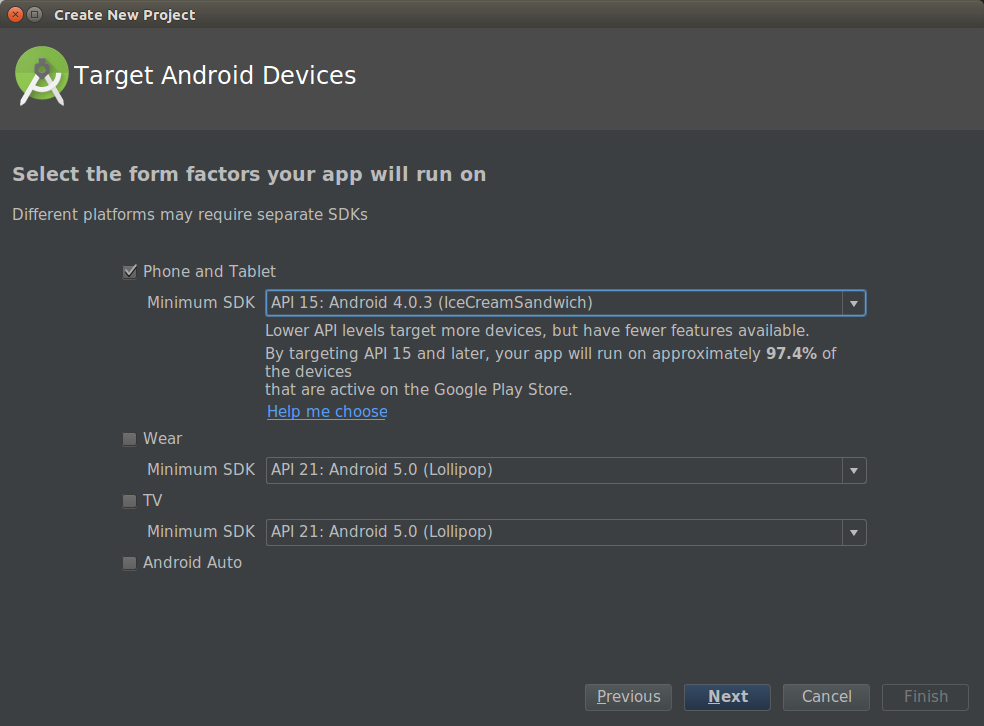 Create New Project
Target Android Devices
Select the form factors your app will run on
Different platforms may require separate SDKs
Phone and Tablet
Minimum SDK API 15: Android 4.0.3 (IceCreamSandwich)
Lower API levels target more devices, but have fewer features available.
By targeting API 15 and later, your app will run on approximately 97.4% of
the devices
that are active on the Google Play Store.
Help me choose
Wear
Minimum SDK API 21: Android 5.0 (Lollipop)
TV
Minimum SDK API 21: Android 5.0 (Lollipop)
Android Auto
Previous Next Cancel Finish